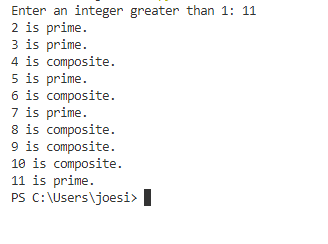 Enter an integer greater than 1: 11
2 is prime.
3 is prime.
4 is composite.
5 is prime.
6 is composite.
7 is prime.
8 is composite.
9 is composite.
10 is composite.
11 is prime.
PS C:\Users\joesi>